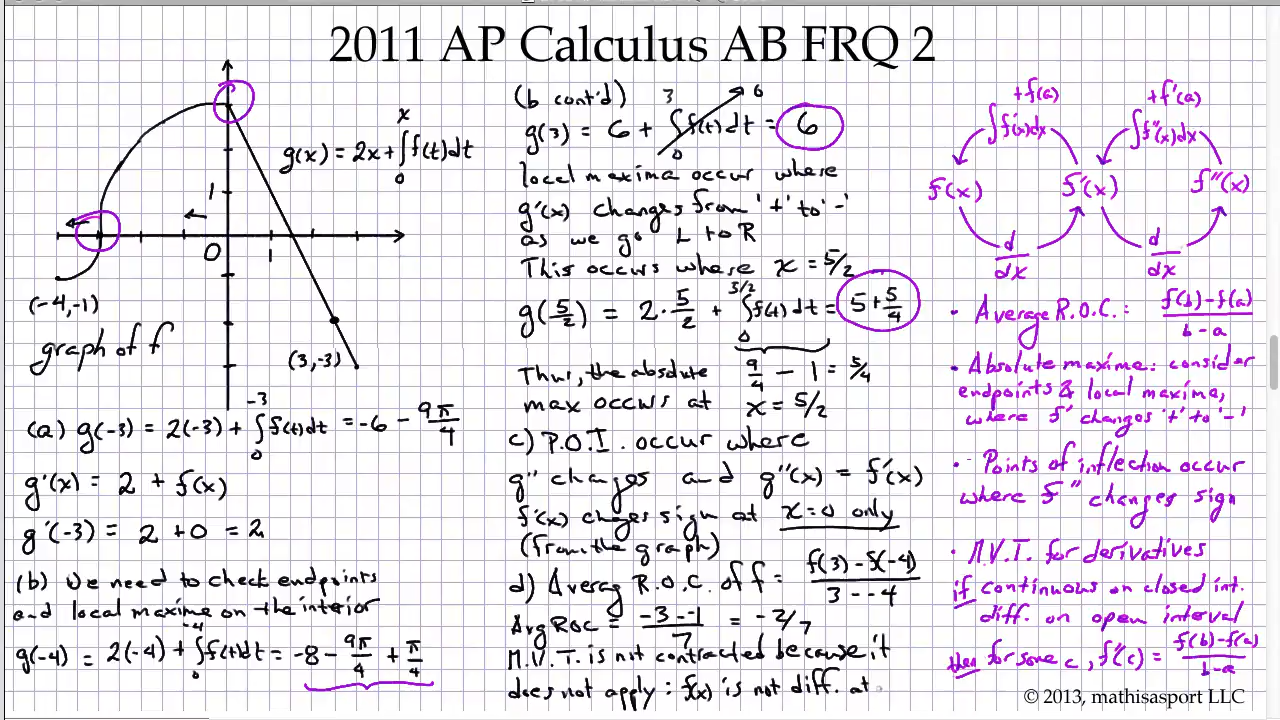 2011 AP Calculus AB FRQ 2
g(x) = 2x + ∫₀ˣ f(t)dt
1
0
1
(-4,-1)
graph of f
(3,-3)
(a) g(-3) = 2(-3) + ∫₀⁻³ f(t)dt = -6 - 9π/4
g'(x) = 2 + f(x)
g'(-3) = 2 + 0 = 2
(b) We need to check endpoints
and local maxima on the interior
g(-4) = 2(-4) + ∫₀⁻⁴ f(t)dt = -8 - 9π/4 + π/4
(b cont'd)
g(3) = 6 + ∫₀³ f(t)dt = 6
0
local maxima occur where
g'(x) changes from '+' to '-'
as we go L to R
This occurs where x = 5/2
g(5/2) = 2·5/2 + ∫₀^5/2 f(t)dt = 5 + 5/4
9/4 - 1 = 5/4
Thus, the absolute
max occurs at x = 5/2
c) P.O.I. occur where
g'' changes and g''(x) = f'(x)
f'(x) chages sign at x=0 only
(from the graph)
d) Averag R.O.C. of f = f(3) - f(-4) / 3 - -4
Avg ROC = -3 - -1 / 7 = -2/7
M.V.T. is not contracted because it
does not apply: f(x) is not diff. at
+f(a)
∫f'(x)dx
+f'(a)
∫f''(x)dx
f(x) f'(x) f''(x)
d/dx d/dx
• Average R.O.C.: f(b)-f(a) / b-a
• Absolute maxima: consider
endpoints & local maxima,
where f' changes '+' to '-'
• Points of inflection occur
where f'' changes sign
• M.V.T. for derivatives
if continuous on closed int.
diff. on open interval
then for some c, f'(c) = f(b)-f(a) / b-a
© 2013, mathisasport LLC